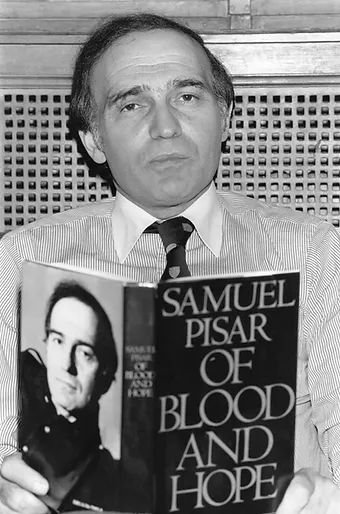 SAMUEL
PISAR
OF
BLOOD
AND
HOPE
SAMUEL
PISAR
OF
BLOOD
AND
HOPE